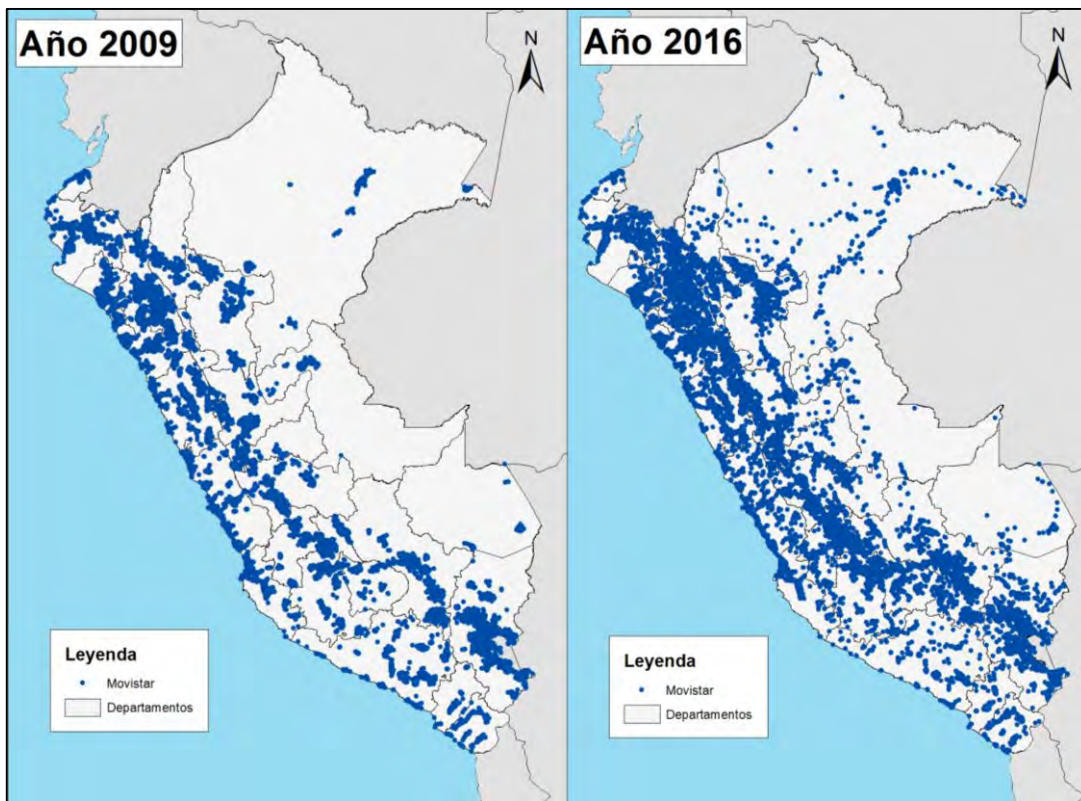 Año 2009
N
Leyenda
Movistar
Departamentos
Año 2016
N
Leyenda
Movistar
Departamentos